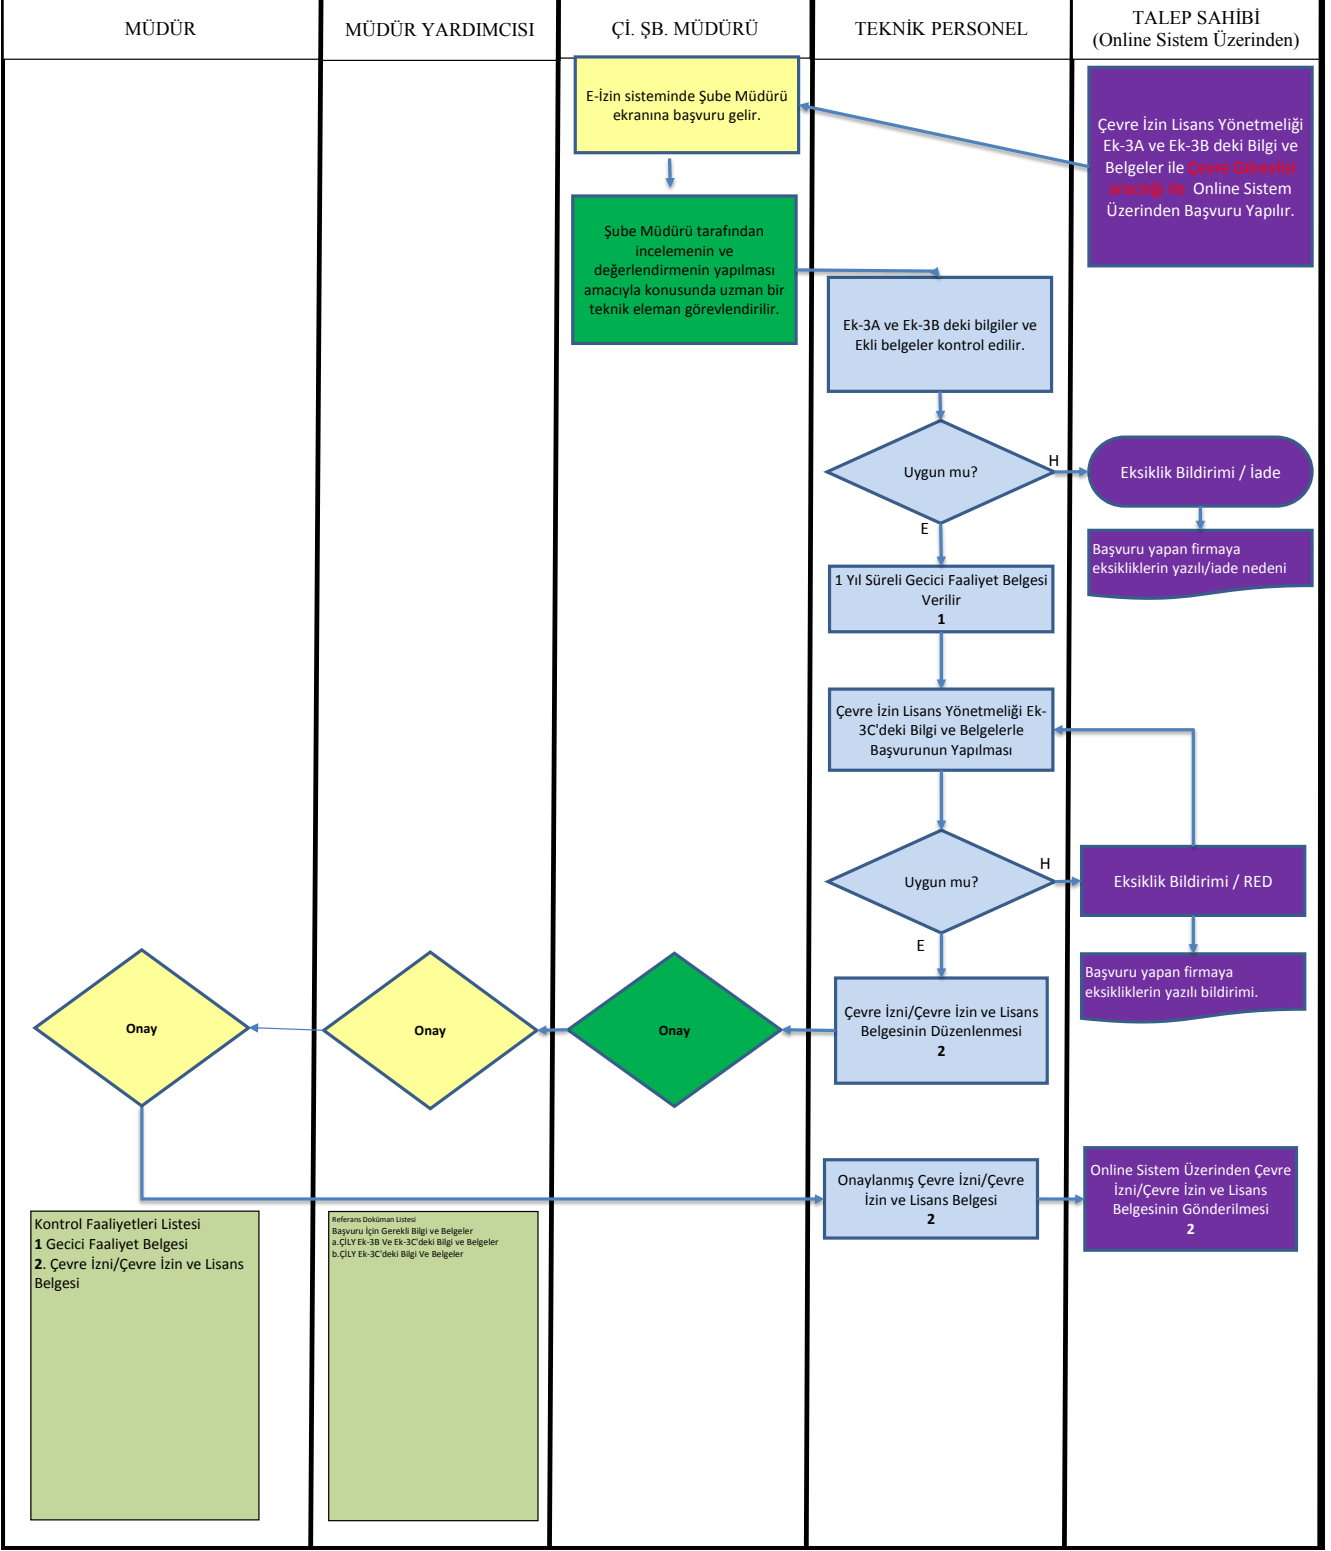 MÜDÜR
MÜDÜR YARDIMCISI
Çİ. ŞB. MÜDÜRÜ
TEKNİK PERSONEL
TALEP SAHİBİ
(Online Sistem Üzerinden)
E-İzin sisteminde Şube Müdürü
ekranına başvuru gelir.
Çevre İzin Lisans Yönetmeliği
Ek-3A ve Ek-3B deki Bilgi ve
Belgeler ile Çevre Görevlisi
aracılığı ile Online Sistem
Üzerinden Başvuru Yapılır.
Şube Müdürü tarafından
incelemenin ve
değerlendirmenin yapılması
amacıyla konusunda uzman bir
teknik eleman görevlendirilir.
Ek-3A ve Ek-3B deki bilgiler ve
Ekli belgeler kontrol edilir.
Uygun mu?
H
Eksiklik Bildirimi / İade
E
Başvuru yapan firmaya
eksikliklerin yazılı/iade nedeni
1 Yıl Süreli Gecici Faaliyet Belgesi
Verilir
1
Çevre İzin Lisans Yönetmeliği Ek-
3C'deki Bilgi ve Belgelerle
Başvurunun Yapılması
Uygun mu?
H
Eksiklik Bildirimi / RED
E
Başvuru yapan firmaya
eksikliklerin yazılı bildirimi.
Onay
Onay
Onay
Çevre İzni/Çevre İzin ve Lisans
Belgesinin Düzenlenmesi
2
Onaylanmış Çevre İzni/Çevre
İzin ve Lisans Belgesi
2
Online Sistem Üzerinden Çevre
İzni/Çevre İzin ve Lisans
Belgesinin Gönderilmesi
2
Kontrol Faaliyetleri Listesi
1 Gecici Faaliyet Belgesi
2. Çevre İzni/Çevre İzin ve Lisans
Belgesi
Referans Doküman Listesi
Başvuru İçin Gerekli Bilgi ve Belgeler
a.ÇİLY Ek-3B Ve Ek-3C'deki Bilgi ve Belgeler
b.ÇİLY Ek-3C'deki Bilgi Ve Belgeler